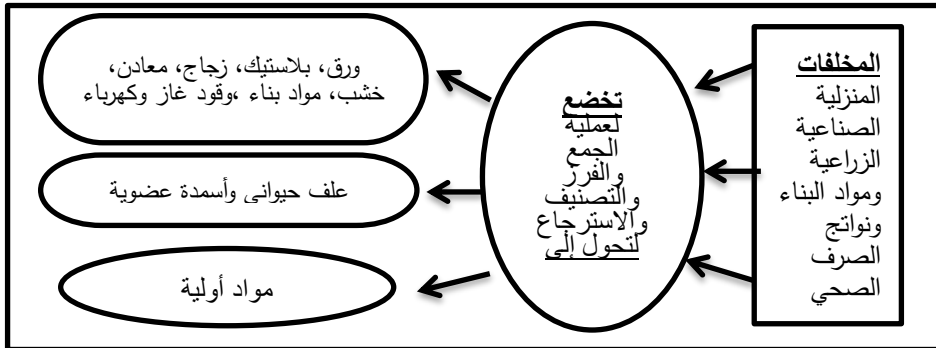 المخلفات
المنزلية
الصناعية
الزراعية
ومواد البناء
ونواتج
الصرف
الصحي
تخضع
لعملية
الجمع
والفرز
والتصنيف
والاسترجاع
لتحول إلى
ورق، بلاستيك، زجاج، معادن،
خشب، مواد بناء ،وقود غاز وكهرباء
علف حيوانى وأسمدة عضوية
مواد أولية